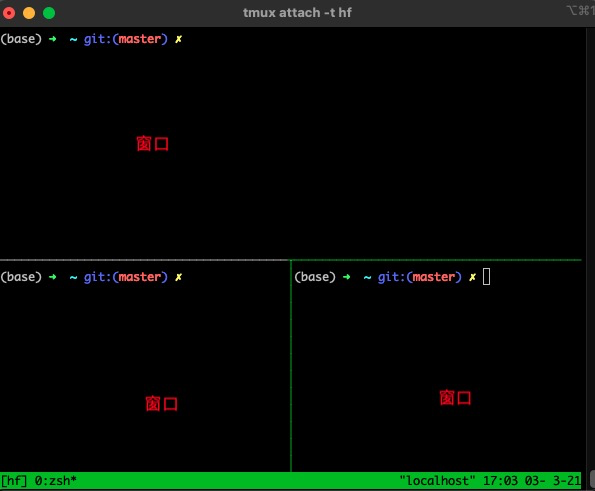 tmux attach -t hf
(base) ➜ ~ git:(master) ✗
窗口
(base) ➜ ~ git:(master) ✗
(base) ➜ ~ git:(master) ✗
窗口
窗口
[hf] 0:zsh* "localhost" 17:03 03- 3-21